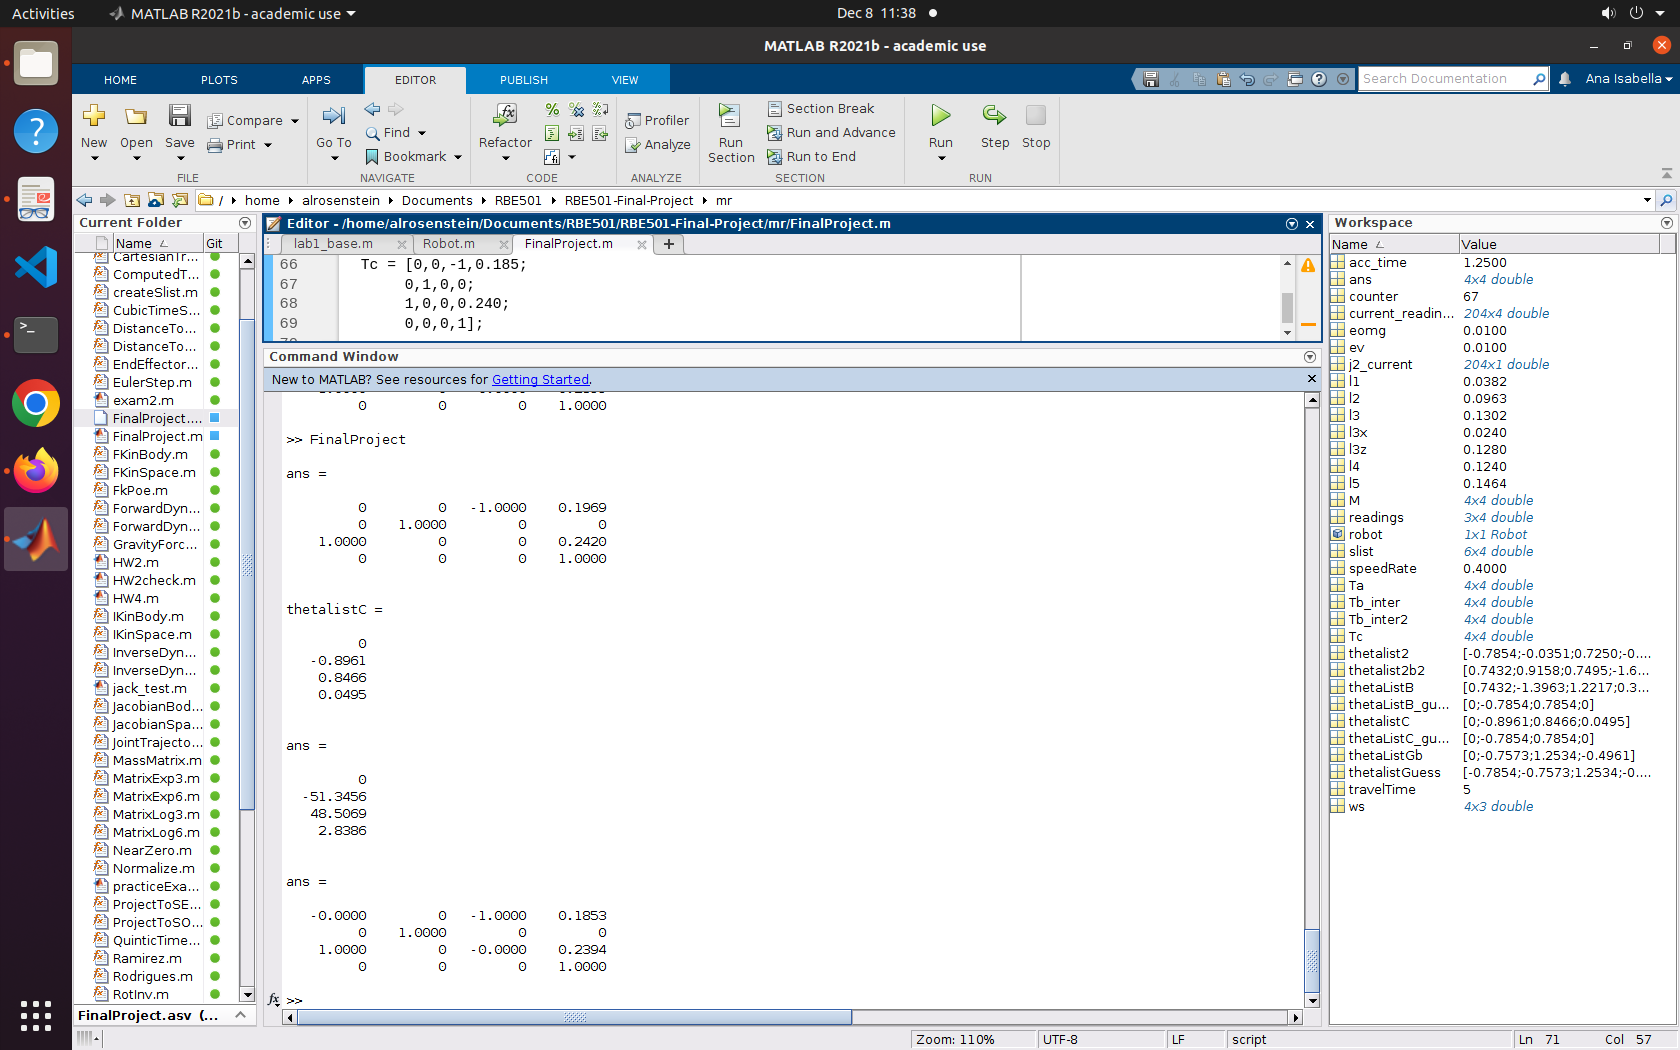 Activities
MATLAB R2021b - academic use
Dec 8 11:38
MATLAB R2021b - academic use
HOME PLOTS APPS EDITOR PUBLISH VIEW
Search Documentation
Ana Isabella
New
Open
Save
Compare
Print
FILE
Go To
Find
Bookmark
NAVIGATE
Refactor
CODE
Profiler
Analyze
ANALYZE
Run Section
Section Break
Run and Advance
Run to End
SECTION
Run
Step
Stop
RUN
/ home alrosenstein Documents RBE501 RBE501-Final-Project mr
Current Folder
Name Git
CartesianTr...
ComputedT...
createSlist.m
CubicTimeS...
DistanceTo...
DistanceTo...
EndEffector...
EulerStep.m
exam2.m
FinalProject....
FinalProject.m
FKinBody.m
FKinSpace.m
FkPoe.m
ForwardDyn...
ForwardDyn...
GravityForc...
HW2.m
HW2check.m
HW4.m
IKinBody.m
IKinSpace.m
InverseDyn...
InverseDyn...
jack_test.m
JacobianBod...
JacobianSpa...
JointTrajecto...
MassMatrix.m
MatrixExp3.m
MatrixExp6.m
MatrixLog3.m
MatrixLog6.m
NearZero.m
Normalize.m
practiceExa...
ProjectToSE...
ProjectToSO...
QuinticTime...
Ramirez.m
Rodrigues.m
RotInv.m
FinalProject.asv (...
Editor - /home/alrosenstein/Documents/RBE501/RBE501-Final-Project/mr/FinalProject.m
lab1_base.m Robot.m FinalProject.m
66 Tc = [0,0,-1,0.185;
67 0,1,0,0;
68 1,0,0,0.240;
69 0,0,0,1];
Command Window
New to MATLAB? See resources for Getting Started.
0 0 0 1.0000
>> FinalProject
ans =
0 0 -1.0000 0.1969
0 1.0000 0 0
1.0000 0 0 0.2420
0 0 0 1.0000
thetalistC =
0
-0.8961
0.8466
0.0495
ans =
0
-51.3456
48.5069
2.8386
ans =
-0.0000 0 -1.0000 0.1853
0 1.0000 0 0
1.0000 0 -0.0000 0.2394
0 0 0 1.0000
fx >>
Workspace
Name Value
acc_time 1.2500
ans 4x4 double
counter 67
current_readin... 204x4 double
eomg 0.0100
ev 0.0100
j2_current 204x1 double
l1 0.0382
l2 0.0963
l3 0.1302
l3x 0.0240
l3z 0.1280
l4 0.1240
l5 0.1464
M 4x4 double
readings 3x4 double
robot 1x1 Robot
slist 6x4 double
speedRate 0.4000
Ta 4x4 double
Tb_inter 4x4 double
Tb_inter2 4x4 double
Tc 4x4 double
thetalist2 [-0.7854;-0.0351;0.7250;-0....
thetalist2b2 [0.7432;0.9158;0.7495;-1.6...
thetaListB [0.7432;-1.3963;1.2217;0.3...
thetaListB_gu... [0;-0.7854;0.7854;0]
thetalistC [0;-0.8961;0.8466;0.0495]
thetaListC_gu... [0;-0.7854;0.7854;0]
thetaListGb [0;-0.7573;1.2534;-0.4961]
thetalistGuess [-0.7854;-0.7573;1.2534;-0....
travelTime 5
ws 4x3 double
Zoom: 110% UTF-8 LF script Ln 71 Col 57